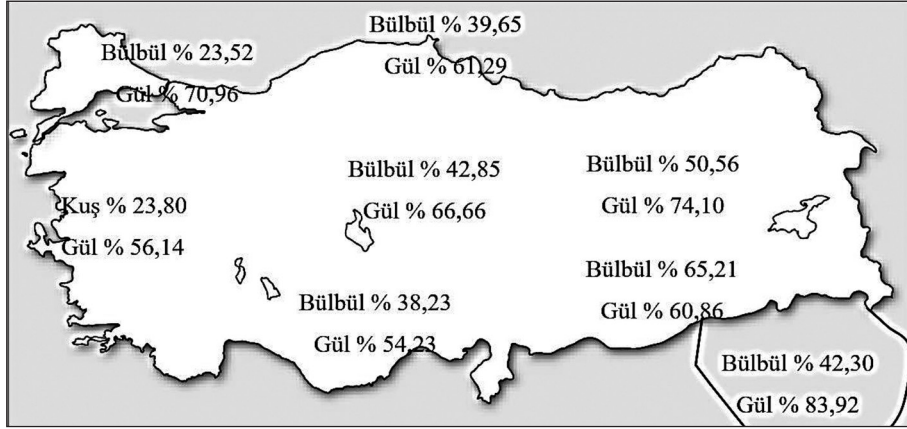 Bülbül % 39,65
Gül % 61,29
Bülbül % 23,52
Gül % 70,96
Bülbül % 42,85
Gül % 66,66
Bülbül % 50,56
Gül % 74,10
Kuş % 23,80
Gül % 56,14
Bülbül % 65,21
Gül % 60,86
Bülbül % 38,23
Gül % 54,23
Bülbül % 42,30
Gül % 83,92